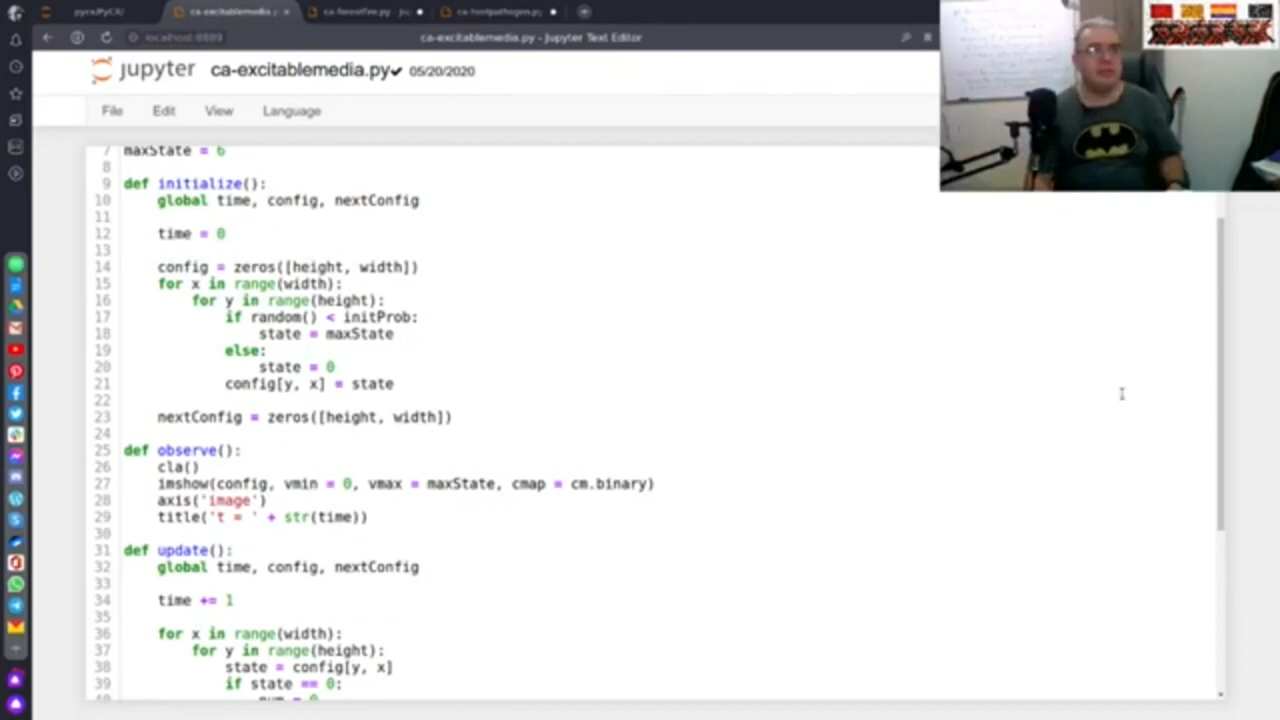 pycx/PyCX/
ca-excitablemedia.p
ca-forestfire.py - Ju
ca-hostpathogen.py
localhost:8889
ca-excitablemedia.py - Jupyter Text Editor
jupyter ca-excitablemedia.py✔ 05/20/2020
File Edit View Language
7 maxState = 6
8
9 def initialize():
10 global time, config, nextConfig
11
12 time = 0
13
14 config = zeros([height, width])
15 for x in range(width):
16 for y in range(height):
17 if random() < initProb:
18 state = maxState
19 else:
20 state = 0
21 config[y, x] = state
22
23 nextConfig = zeros([height, width])
24
25 def observe():
26 cla()
27 imshow(config, vmin = 0, vmax = maxState, cmap = cm.binary)
28 axis('image')
29 title('t = ' + str(time))
30
31 def update():
32 global time, config, nextConfig
33
34 time += 1
35
36 for x in range(width):
37 for y in range(height):
38 state = config[y, x]
39 if state == 0:
40 num = 0